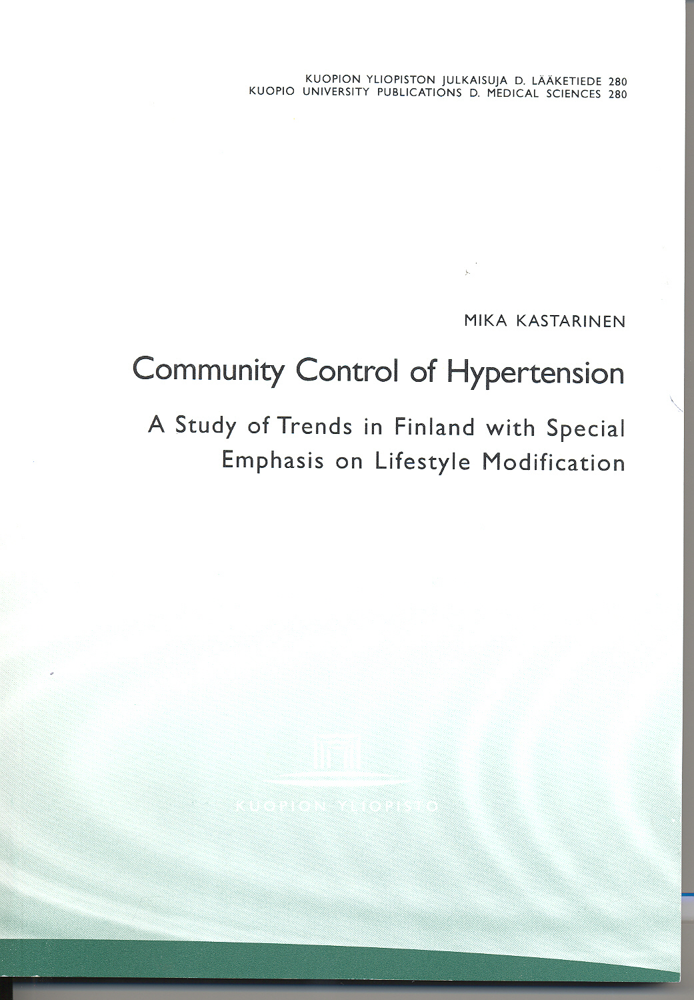 KUOPION YLIOPISTON JULKAISUJA D. LÄÄKETIEDE 280
KUOPIO UNIVERSITY PUBLICATIONS D. MEDICAL SCIENCES 280
MIKA KASTARINEN
Community Control of Hypertension
A Study of Trends in Finland with Special
Emphasis on Lifestyle Modification
KUOPION YLIOPISTO